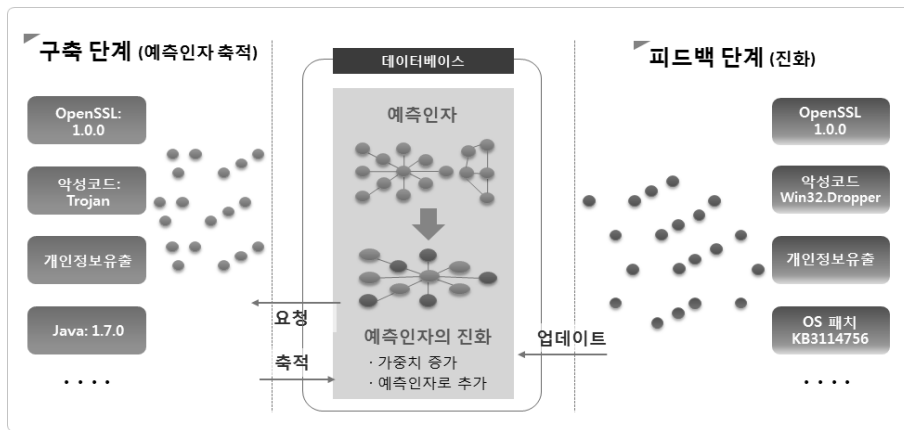 구축 단계 (예측인자 축적)
OpenSSL:
1.0.0
악성코드:
Trojan
개인정보유출
Java: 1.7.0
· · · ·
데이터베이스
예측인자
예측인자의 진화
· 가중치 증가
· 예측인자로 추가
요청
축적
업데이트
피드백 단계 (진화)
OpenSSL
1.0.0
악성코드
Win32.Dropper
개인정보유출
OS 패치
KB3114756
· · · ·